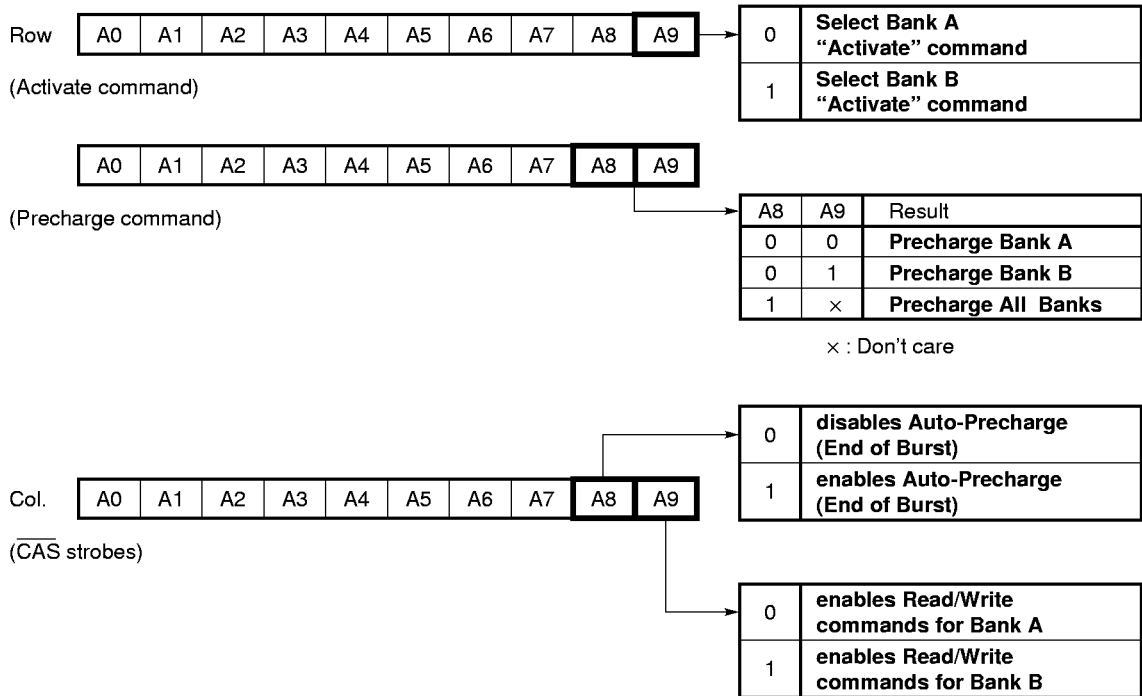 Row A0 A1 A2 A3 A4 A5 A6 A7 A8 A9
0 Select Bank A
“Activate” command
1 Select Bank B
“Activate” command
(Activate command)
A0 A1 A2 A3 A4 A5 A6 A7 A8 A9
(Precharge command)
A8 A9 Result
0 0 Precharge Bank A
0 1 Precharge Bank B
1 × Precharge All Banks
× : Don't care
0 disables Auto-Precharge
(End of Burst)
1 enables Auto-Precharge
(End of Burst)
Col. A0 A1 A2 A3 A4 A5 A6 A7 A8 A9
(C̅A̅S̅ strobes)
0 enables Read/Write
commands for Bank A
1 enables Read/Write
commands for Bank B